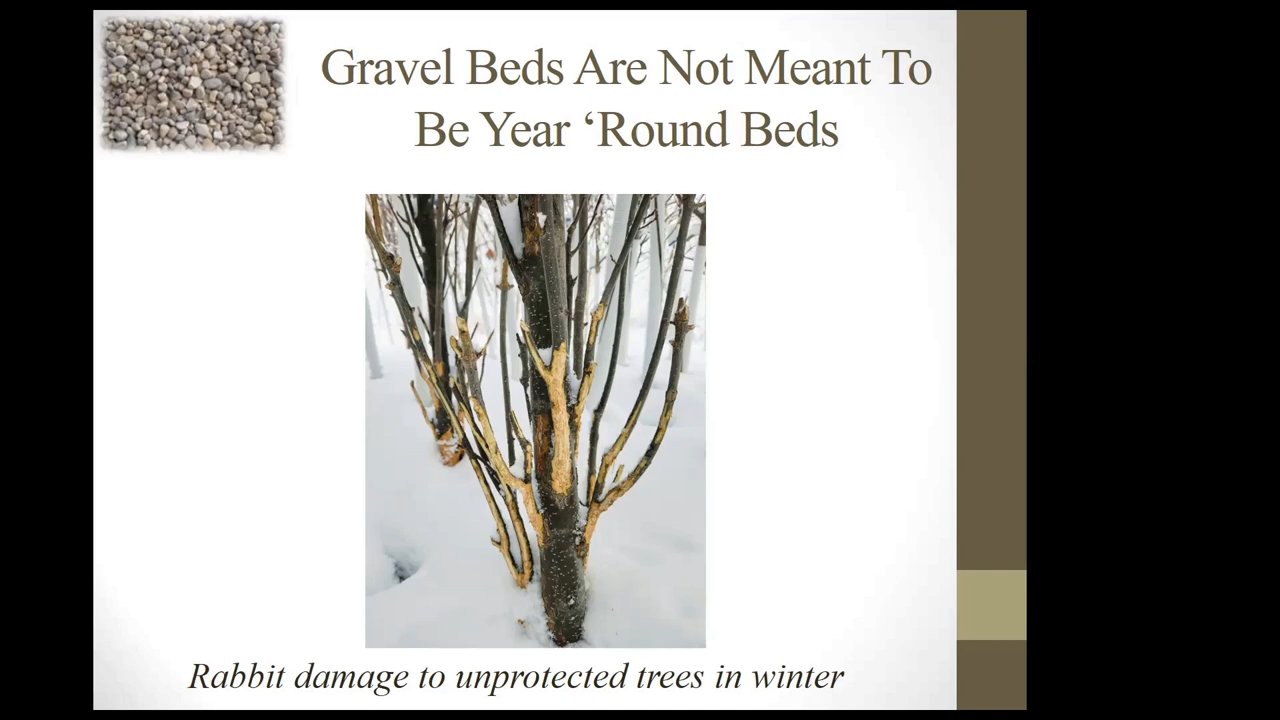 Gravel Beds Are Not Meant To
Be Year ‘Round Beds
Rabbit damage to unprotected trees in winter